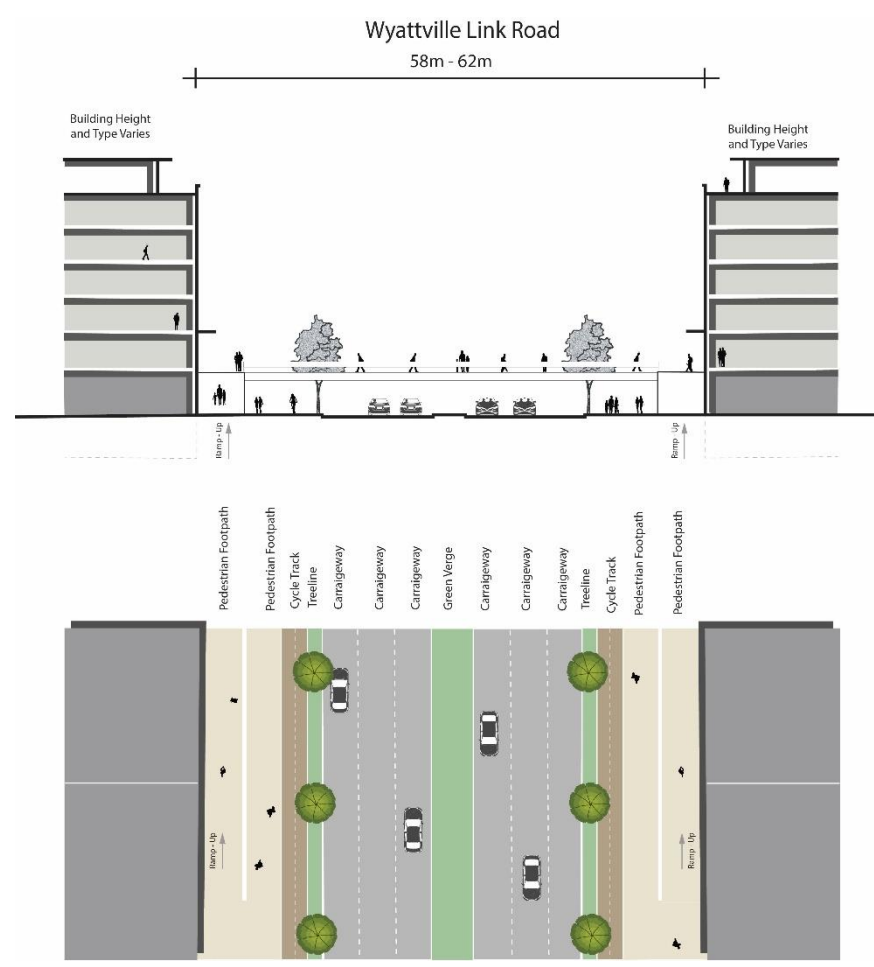 Wyattville Link Road
58m - 62m
Building Height
and Type Varies
Building Height
and Type Varies
Ramp - Up
Ramp - Up
Pedestrian Footpath
Pedestrian Footpath
Cycle Track
Treeline
Carraigeway
Carraigeway
Carraigeway
Green Verge
Carraigeway
Carraigeway
Carraigeway
Treeline
Cycle Track
Pedestrian Footpath
Pedestrian Footpath
Ramp - Up
Ramp - Up